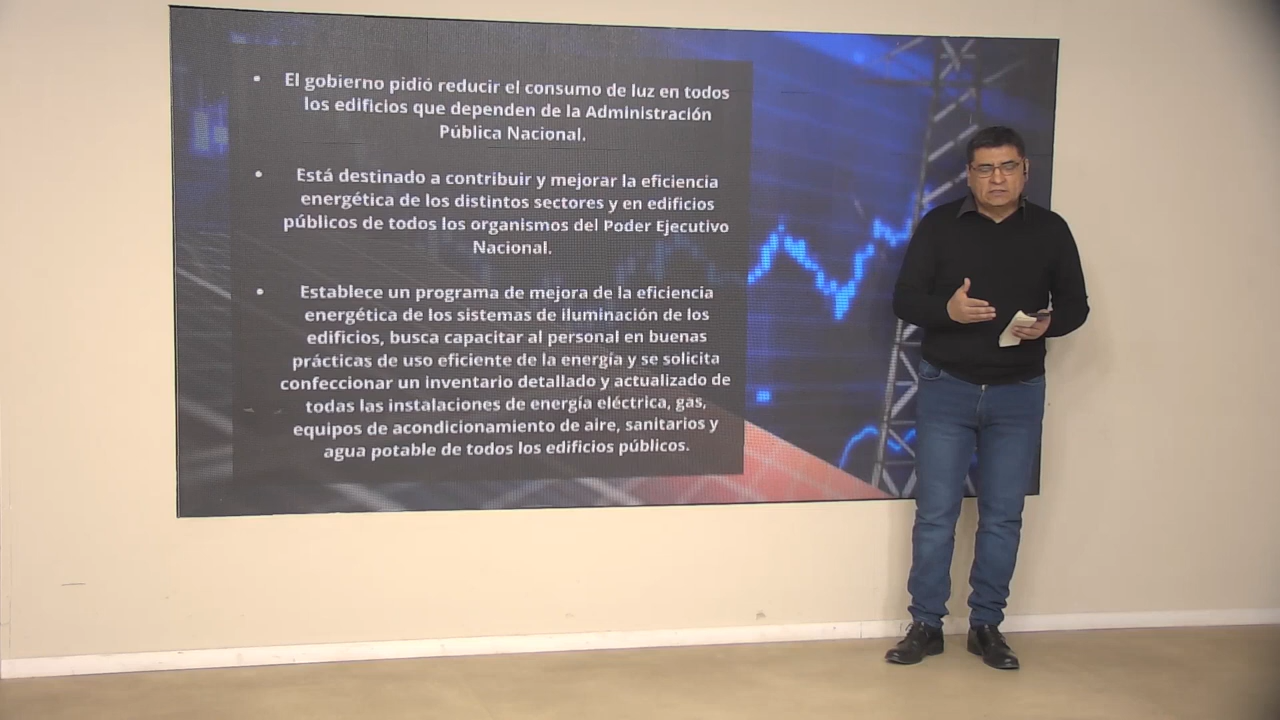 • El gobierno pidió reducir el consumo de luz en todos
los edificios que dependen de la Administración
Pública Nacional.
• Está destinado a contribuir y mejorar la eficiencia
energética de los distintos sectores y en edificios
públicos de todos los organismos del Poder Ejecutivo
Nacional.
• Establece un programa de mejora de la eficiencia
energética de los sistemas de iluminación de los
edificios, busca capacitar al personal en buenas
prácticas de uso eficiente de la energía y se solicita
confeccionar un inventario detallado y actualizado de
todas las instalaciones de energía eléctrica, gas,
equipos de acondicionamiento de aire, sanitarios y
agua potable de todos los edificios públicos.